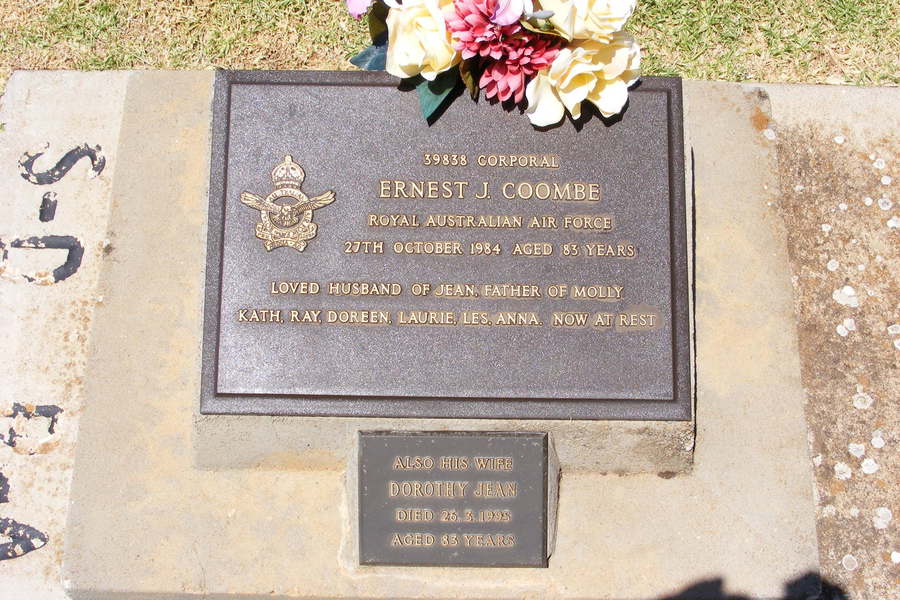 39838 CORPORAL
ERNEST J. COOMBE
ROYAL AUSTRALIAN AIR FORCE
27TH OCTOBER 1984 AGED 83 YEARS
LOVED HUSBAND OF JEAN, FATHER OF MOLLY
KATH, RAY, DOREEN, LAURIE, LES, ANNA. NOW AT REST
ALSO HIS WIFE
DOROTHY JEAN
DIED 26.3.1995
AGED 83 YEARS